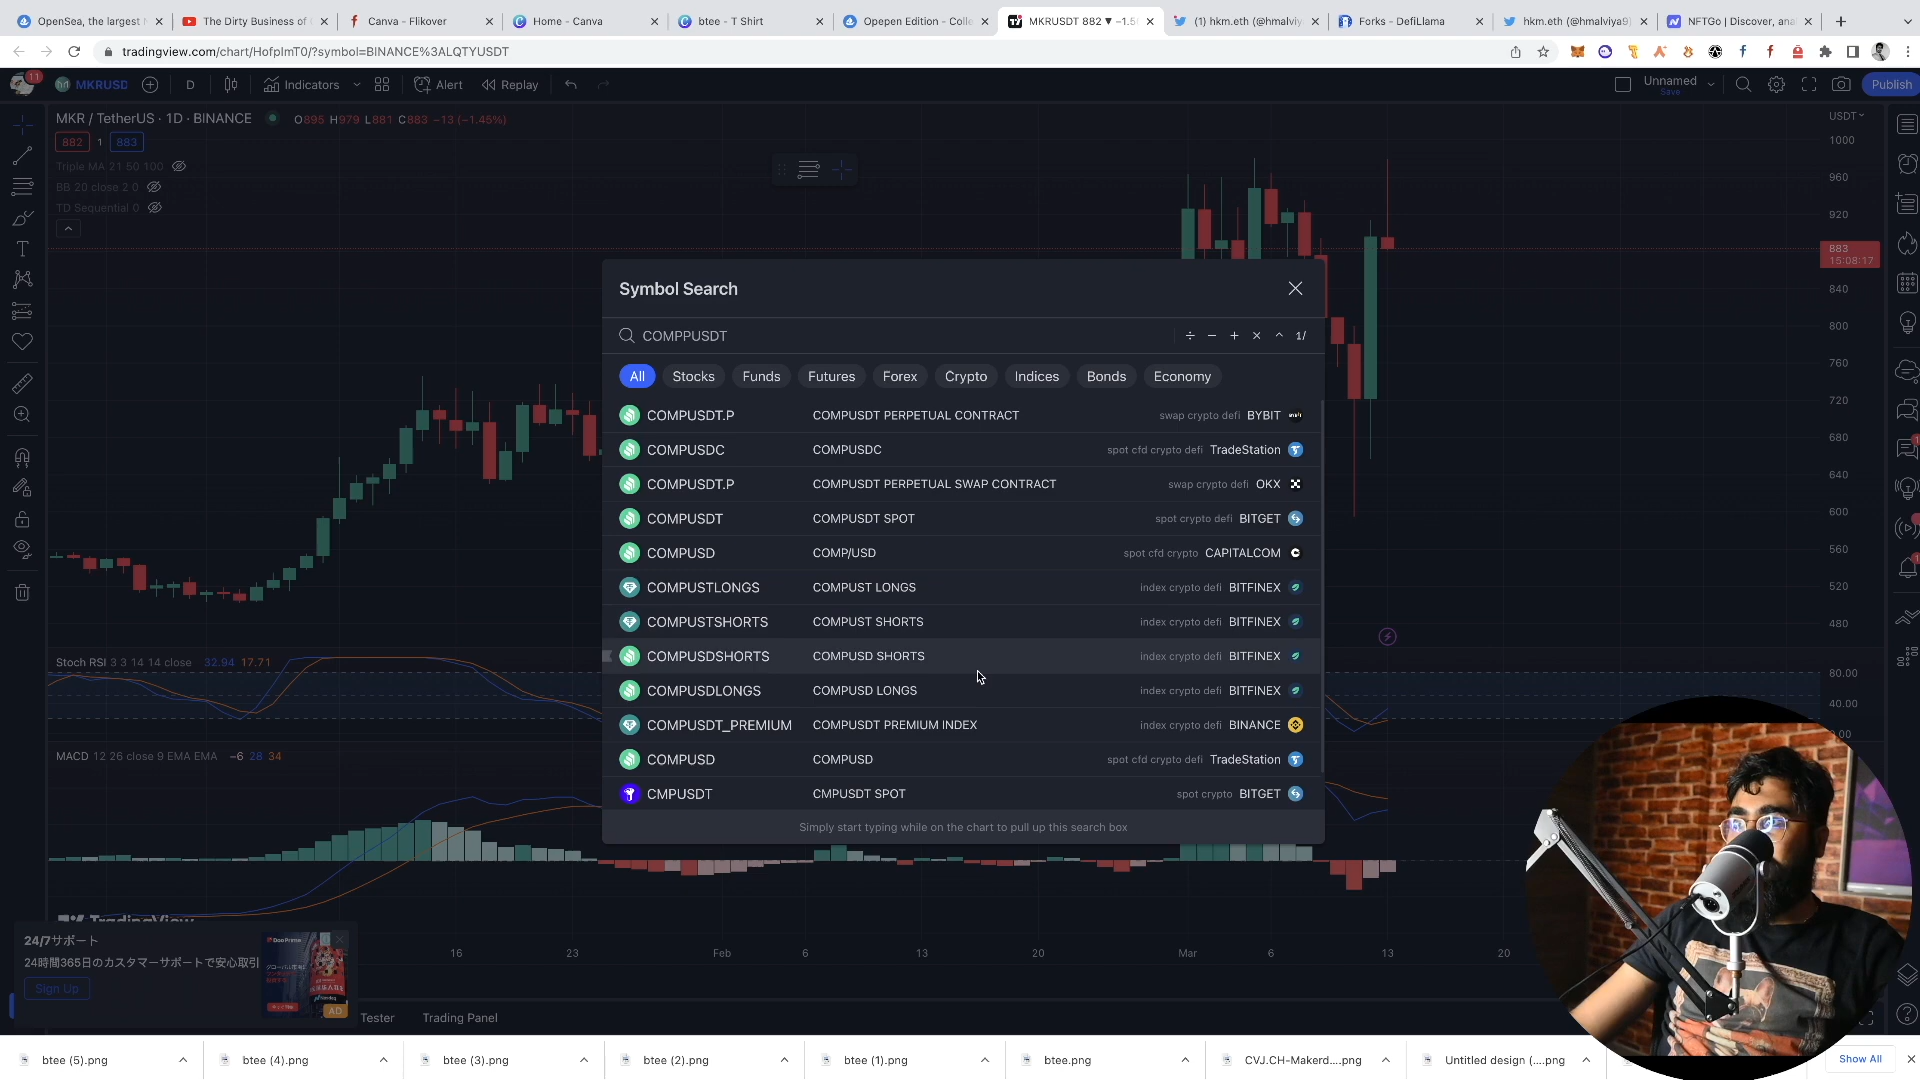 OpenSea, the largest N
The Dirty Business of
Canva - Flikover
Home - Canva
btee - T Shirt
Opepen Edition - Colle
MKRUSDT 882 ▼ −1.5
(1) hkm.eth (@hmalviy
Forks - DefiLlama
hkm.eth (@hmalviya9
NFTGo | Discover, ana
tradingview.com/chart/HofpImT0/?symbol=BINANCE%3ALQTYUSDT
11
MKRUSD
D
Indicators
Alert
Replay
Unnamed
Save
Publish
MKR / TetherUS · 1D · BINANCE
O895 H979 L881 C883 −13 (−1.45%)
USDT
882 1 883
Triple MA 21 50 100
BB 20 close 2 0
TD Sequential 0
1000
960
920
883
15:08:17
840
800
760
720
680
640
600
560
520
480
Symbol Search
COMPPUSDT
÷ − + × ^ 1/
All Stocks Funds Futures Forex Crypto Indices Bonds Economy
COMPUSDT.P COMPUSDT PERPETUAL CONTRACT swap crypto defi BYBIT
COMPUSDC COMPUSDC spot cfd crypto defi TradeStation
COMPUSDT.P COMPUSDT PERPETUAL SWAP CONTRACT swap crypto defi OKX
COMPUSDT COMPUSDT SPOT spot crypto defi BITGET
COMPUSD COMP/USD spot cfd crypto CAPITALCOM
COMPUSTLONGS COMPUST LONGS index crypto defi BITFINEX
COMPUSTSHORTS COMPUST SHORTS index crypto defi BITFINEX
COMPUSDSHORTS COMPUSD SHORTS index crypto defi BITFINEX
COMPUSDLONGS COMPUSD LONGS index crypto defi BITFINEX
COMPUSDT_PREMIUM COMPUSDT PREMIUM INDEX index crypto defi BINANCE
COMPUSD COMPUSD spot cfd crypto defi TradeStation
CMPUSDT CMPUSDT SPOT spot crypto BITGET
Simply start typing while on the chart to pull up this search box
Stoch RSI 3 3 14 14 close 32.94 17.71
80.00
40.00
MACD 12 26 close 9 EMA EMA −6 28 34
TradingView
24/7サポート
24時間365日のカスタマーサポートで安心取引
Sign Up
AD
16 23 Feb 6 13 20 Mar 6 13 20
Tester
Trading Panel
btee (5).png
btee (4).png
btee (3).png
btee (2).png
btee (1).png
btee.png
CVJ.CH-Makerd....png
Untitled design (....png
Show All